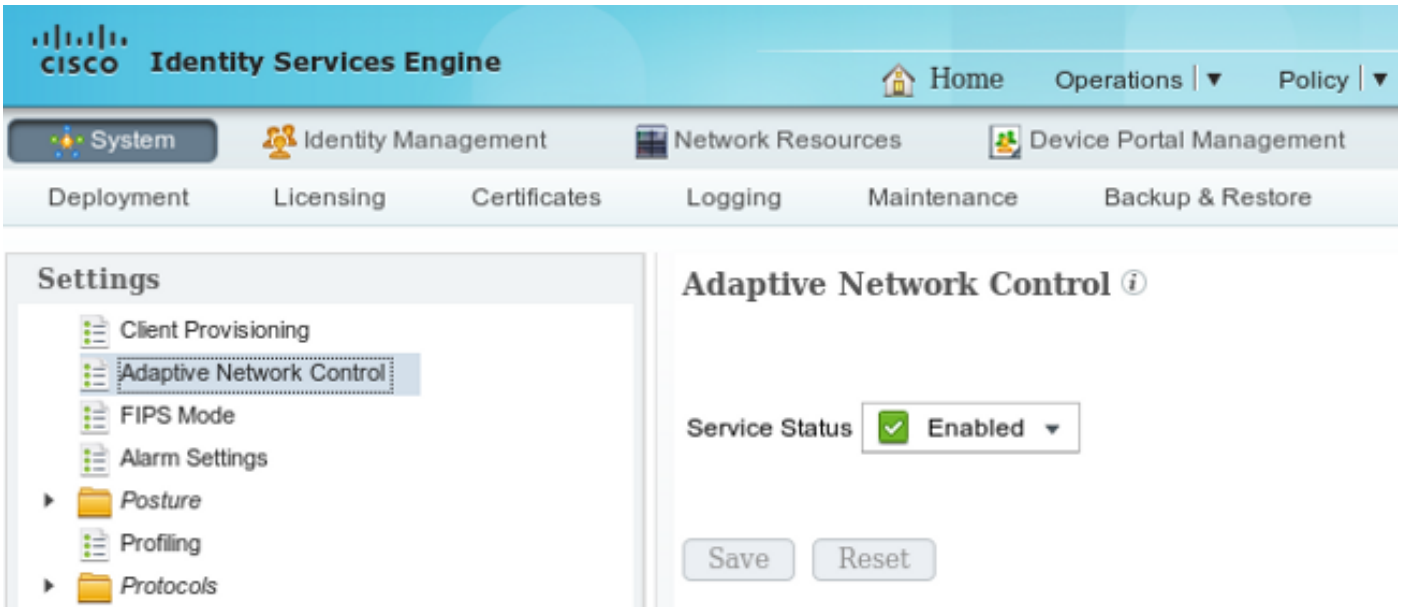 CISCO Identity Services Engine
Home Operations Policy
System Identity Management Network Resources Device Portal Management
Deployment Licensing Certificates Logging Maintenance Backup & Restore
Settings
Client Provisioning
Adaptive Network Control
FIPS Mode
Alarm Settings
Posture
Profiling
Protocols
Adaptive Network Control
Service Status Enabled
Save Reset